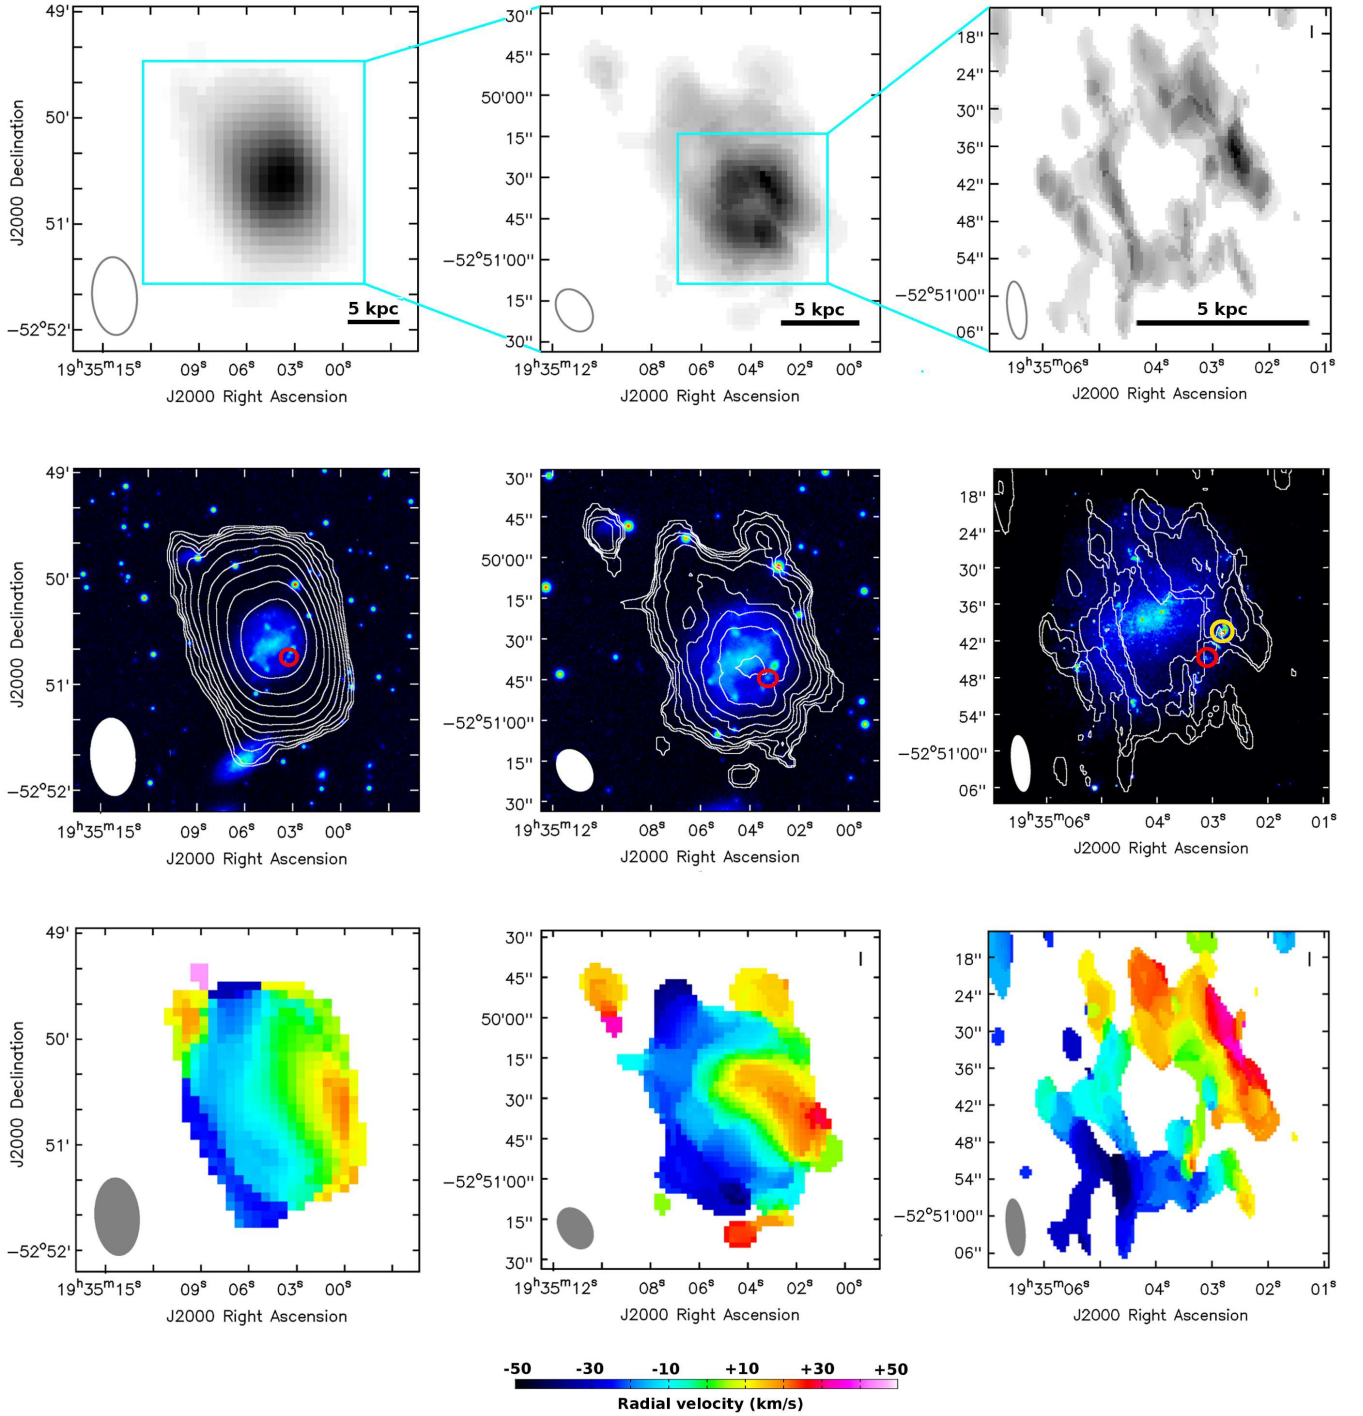 49'
50'
51'
−52°52'
J2000 Declination
5 kpc
19ʰ35ᵐ15ˢ 09ˢ 06ˢ 03ˢ 00ˢ
J2000 Right Ascension
30"
45"
50'00"
15"
30"
45"
−52°51'00"
15"
30"
5 kpc
19ʰ35ᵐ12ˢ 08ˢ 06ˢ 04ˢ 02ˢ 00ˢ
J2000 Right Ascension
18"
24"
30"
36"
42"
48"
54"
−52°51'00"
06"
5 kpc
19ʰ35ᵐ06ˢ 04ˢ 03ˢ 02ˢ 01ˢ
J2000 Right Ascension
49'
50'
51'
−52°52'
J2000 Declination
19ʰ35ᵐ15ˢ 09ˢ 06ˢ 03ˢ 00ˢ
J2000 Right Ascension
30"
45"
50'00"
15"
30"
45"
−52°51'00"
15"
30"
19ʰ35ᵐ12ˢ 08ˢ 06ˢ 04ˢ 02ˢ 00ˢ
J2000 Right Ascension
18"
24"
30"
36"
42"
48"
54"
−52°51'00"
06"
19ʰ35ᵐ06ˢ 04ˢ 03ˢ 02ˢ 01ˢ
J2000 Right Ascension
49'
50'
51'
−52°52'
J2000 Declination
19ʰ35ᵐ15ˢ 09ˢ 06ˢ 03ˢ 00ˢ
J2000 Right Ascension
30"
45"
50'00"
15"
30"
45"
−52°51'00"
15"
30"
19ʰ35ᵐ12ˢ 08ˢ 06ˢ 04ˢ 02ˢ 00ˢ
J2000 Right Ascension
18"
24"
30"
36"
42"
48"
54"
−52°51'00"
06"
19ʰ35ᵐ06ˢ 04ˢ 03ˢ 02ˢ 01ˢ
J2000 Right Ascension
-50 -30 -10 +10 +30 +50
Radial velocity (km/s)